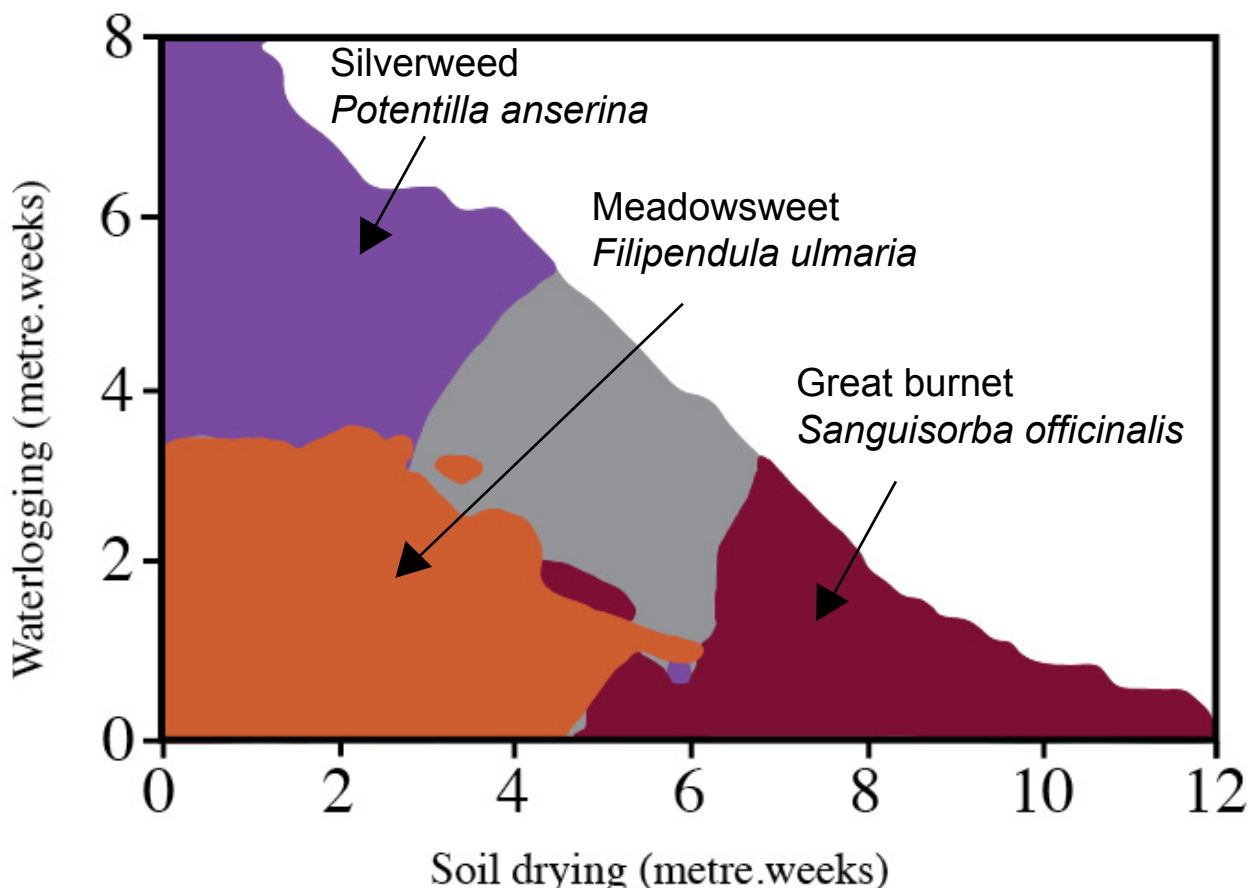 8
Silverweed
Potentilla anserina
Meadowsweet
Filipendula ulmaria
6
Great burnet
Sanguisorba officinalis
4
2
0
Waterlogging (metre.weeks)
0 2 4 6 8 10 12
Soil drying (metre.weeks)